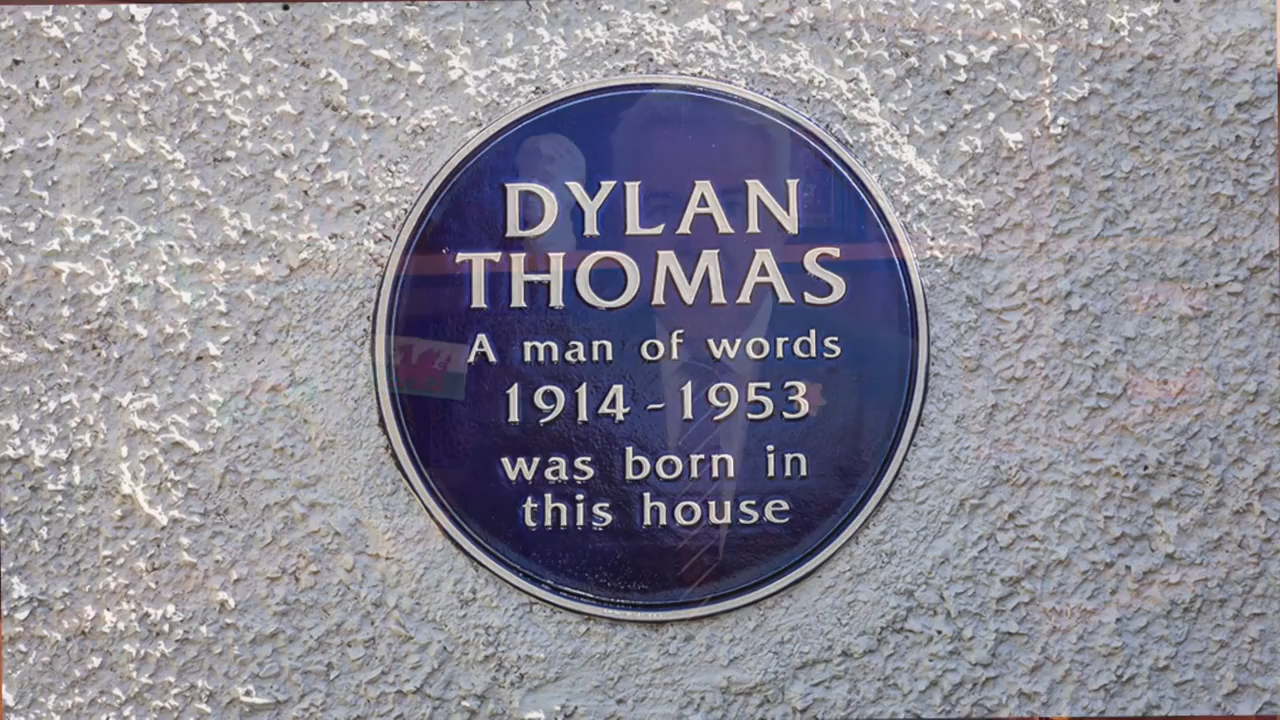 DYLAN
THOMAS
A man of words
1914-1953
was born in
this house